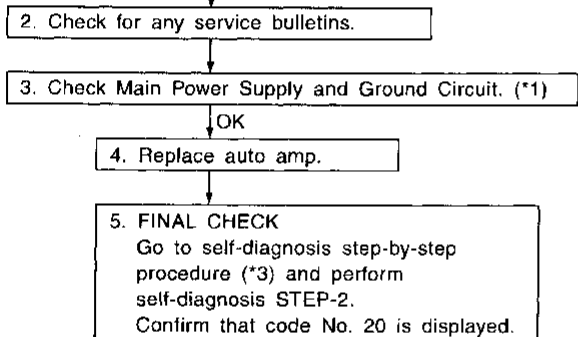 2. Check for any service bulletins.
3. Check Main Power Supply and Ground Circuit. (*1)
OK
4. Replace auto amp.
5. FINAL CHECK
Go to self-diagnosis step-by-step
procedure (*3) and perform
self-diagnosis STEP-2.
Confirm that code No. 20 is displayed.